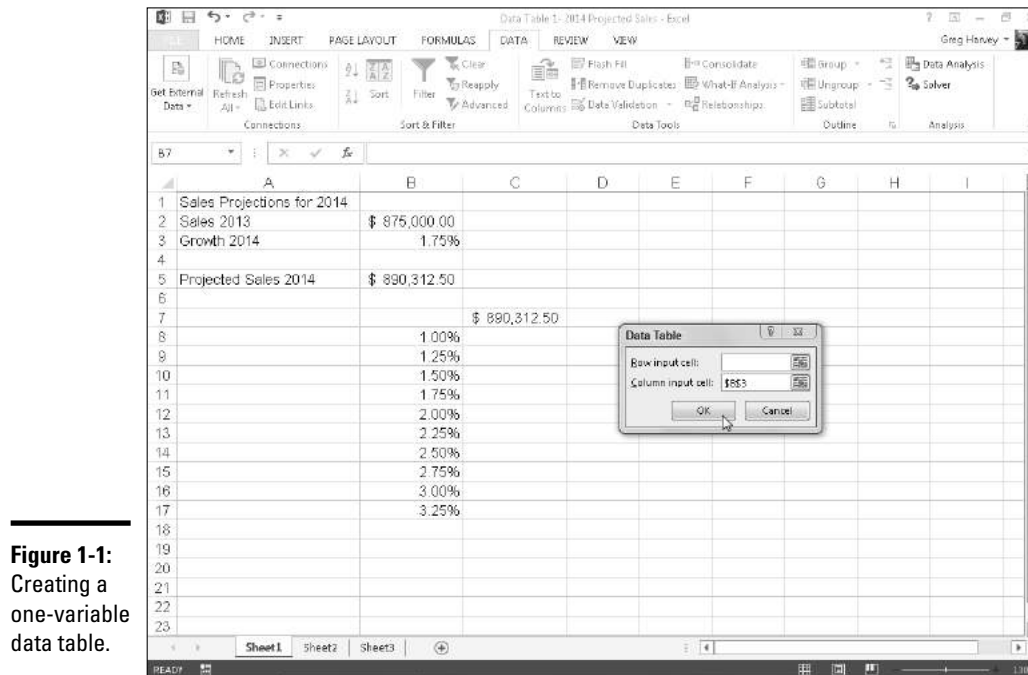 Data Table 1- 2014 Projected Sales - Excel
FILE HOME INSERT PAGE LAYOUT FORMULAS DATA REVIEW VIEW Greg Harvey
Get External Data
Refresh All
Connections
Properties
Edit Links
Connections
Sort
Filter
Clear
Reapply
Advanced
Sort & Filter
Text to Columns
Flash Fill
Remove Duplicates
Data Validation
Consolidate
What-If Analysis
Relationships
Data Tools
Group
Ungroup
Subtotal
Outline
Data Analysis
Solver
Analysis
B7 fx
A B C D E F G H I
1 Sales Projections for 2014
2 Sales 2013 $ 875,000.00
3 Growth 2014 1.75%
4
5 Projected Sales 2014 $ 890,312.50
6
7 $ 890,312.50
8 1.00%
9 1.25%
10 1.50%
11 1.75%
12 2.00%
13 2.25%
14 2.50%
15 2.75%
16 3.00%
17 3.25%
18
19
20
21
22
23
Data Table
Row input cell:
Column input cell: $B$3
OK Cancel
Sheet1 Sheet2 Sheet3
READY
Figure 1-1:
Creating a
one-variable
data table.